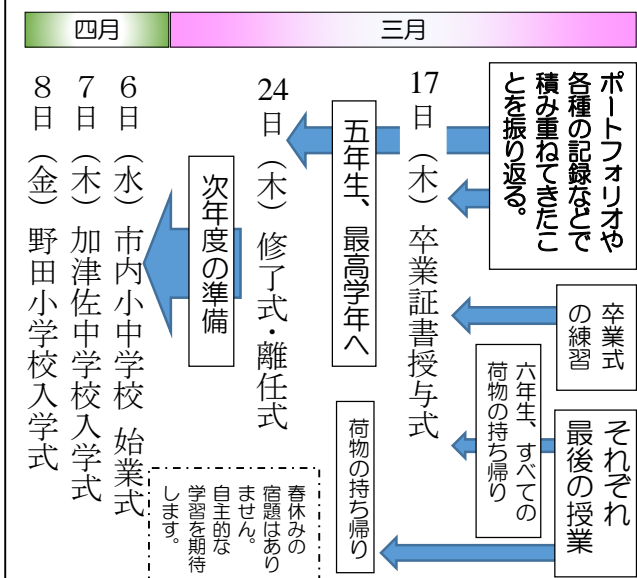 三月
四月
ポートフォリオや
各種の記録などで
積み重ねてきたこ
とを振り返る。
卒業式
の練習
それぞれ
最後の授業
六年生、すべての
荷物の持ち帰り
17日（木）卒業証書授与式
荷物の持ち帰り
五年生、最高学年へ
24日（木）修了式・離任式
春休みの
宿題はあり
ません。
自主的な
学習を期待
します。
次年度の準備
6日（水）市内小中学校 始業式
7日（木）加津佐中学校入学式
8日（金）野田小学校入学式